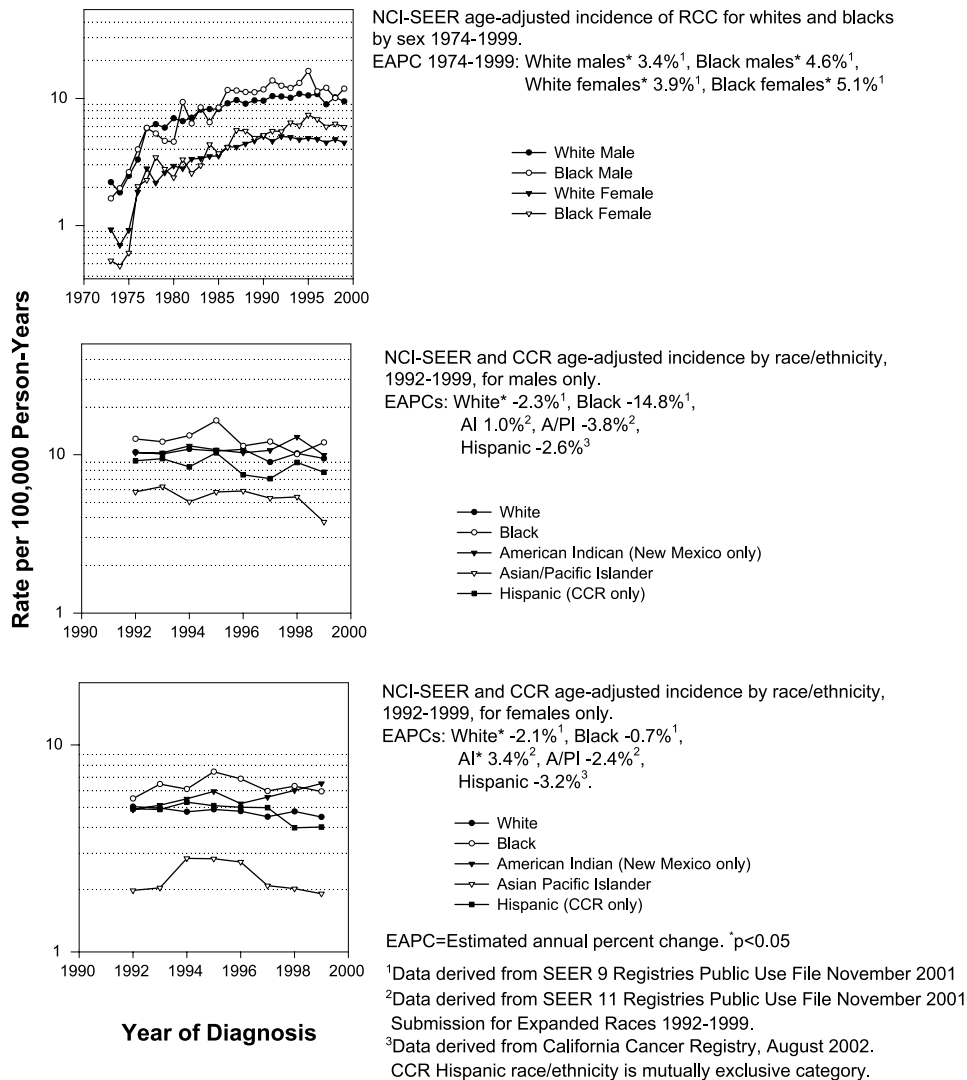 NCI-SEER age-adjusted incidence of RCC for whites and blacks
by sex 1974-1999.
EAPC 1974-1999: White males* 3.4%¹, Black males* 4.6%¹,
White females* 3.9%¹, Black females* 5.1%¹
10
1
1970 1975 1980 1985 1990 1995 2000
White Male
Black Male
White Female
Black Female
Rate per 100,000 Person-Years
NCI-SEER and CCR age-adjusted incidence by race/ethnicity,
1992-1999, for males only.
EAPCs: White* -2.3%¹, Black -14.8%¹,
AI 1.0%², A/PI -3.8%²,
Hispanic -2.6%³
10
1
1990 1992 1994 1996 1998 2000
White
Black
American Indican (New Mexico only)
Asian/Pacific Islander
Hispanic (CCR only)
NCI-SEER and CCR age-adjusted incidence by race/ethnicity,
1992-1999, for females only.
EAPCs: White* -2.1%¹, Black -0.7%¹,
AI* 3.4%², A/PI -2.4%²,
Hispanic -3.2%³.
10
1
1990 1992 1994 1996 1998 2000
White
Black
American Indian (New Mexico only)
Asian Pacific Islander
Hispanic (CCR only)
Year of Diagnosis
EAPC=Estimated annual percent change. *p<0.05
¹Data derived from SEER 9 Registries Public Use File November 2001
²Data derived from SEER 11 Registries Public Use File November 2001
Submission for Expanded Races 1992-1999.
³Data derived from California Cancer Registry, August 2002.
CCR Hispanic race/ethnicity is mutually exclusive category.